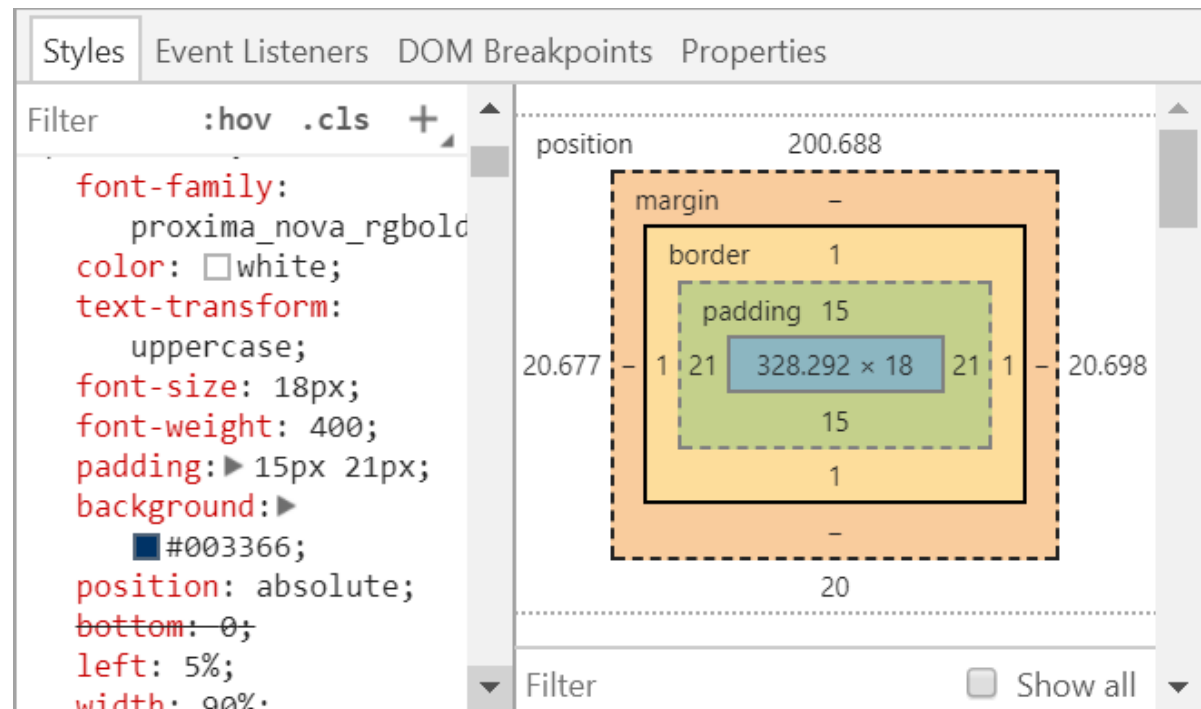 Styles Event Listeners DOM Breakpoints Properties
Filter :hov .cls +
font-family:
proxima_nova_rgbold
color: white;
text-transform:
uppercase;
font-size: 18px;
font-weight: 400;
padding: 15px 21px;
background:
#003366;
position: absolute;
bottom: 0;
left: 5%;
width: 90%;
position 200.688
margin –
border 1
padding 15
20.677 – 1 21 328.292 × 18 21 1 – 20.698
15
1
–
20
Filter Show all